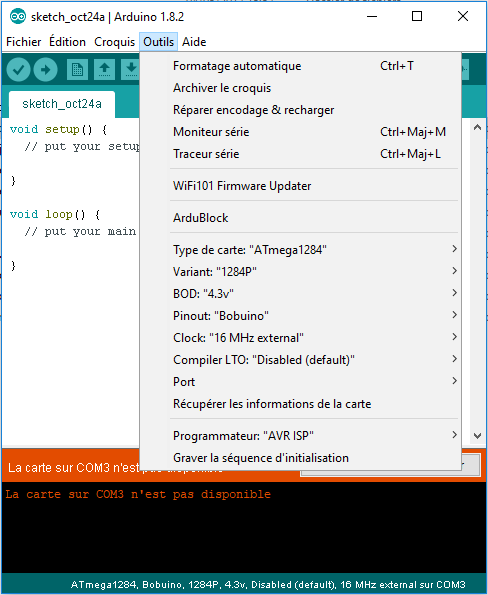 sketch_oct24a | Arduino 1.8.2
Fichier Édition Croquis Outils Aide
sketch_oct24a
void setup() {
// put your setup
}
void loop() {
// put your main
}
Formatage automatique Ctrl+T
Archiver le croquis
Réparer encodage & recharger
Moniteur série Ctrl+Maj+M
Traceur série Ctrl+Maj+L
WiFi101 Firmware Updater
ArduBlock
Type de carte: "ATmega1284"
Variant: "1284P"
BOD: "4.3v"
Pinout: "Bobuino"
Clock: "16 MHz external"
Compiler LTO: "Disabled (default)"
Port
Récupérer les informations de la carte
Programmateur: "AVR ISP"
Graver la séquence d'initialisation
La carte sur COM3 n'est pas disponible
La carte sur COM3 n'est pas disponible
ATmega1284, Bobuino, 1284P, 4.3v, Disabled (default), 16 MHz external sur COM3